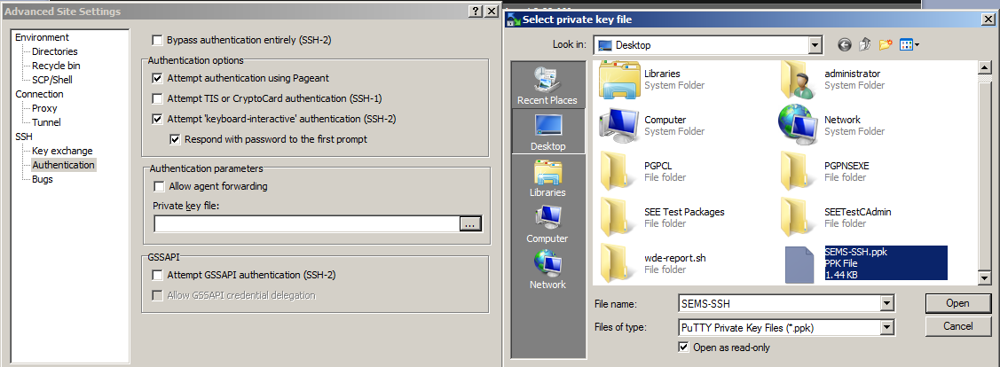 Advanced Site Settings
Environment
Directories
Recycle bin
SCP/Shell
Connection
Proxy
Tunnel
SSH
Key exchange
Authentication
Bugs
Bypass authentication entirely (SSH-2)
Authentication options
Attempt authentication using Pageant
Attempt TIS or CryptoCard authentication (SSH-1)
Attempt 'keyboard-interactive' authentication (SSH-2)
Respond with password to the first prompt
Authentication parameters
Allow agent forwarding
Private key file:
...
GSSAPI
Attempt GSSAPI authentication (SSH-2)
Allow GSSAPI credential delegation
Select private key file
Look in:
Desktop
Recent Places
Desktop
Libraries
Computer
Network
Libraries
System Folder
administrator
System Folder
Computer
System Folder
Network
System Folder
PGPCL
File folder
PGPNSEXE
File folder
SEE Test Packages
File folder
SEETestCAdmin
File folder
wde-report.sh
File folder
SEMS-SSH.ppk
PPK File
1.44 KB
File name:
SEMS-SSH
Open
Files of type:
PuTTY Private Key Files (*.ppk)
Cancel
Open as read-only